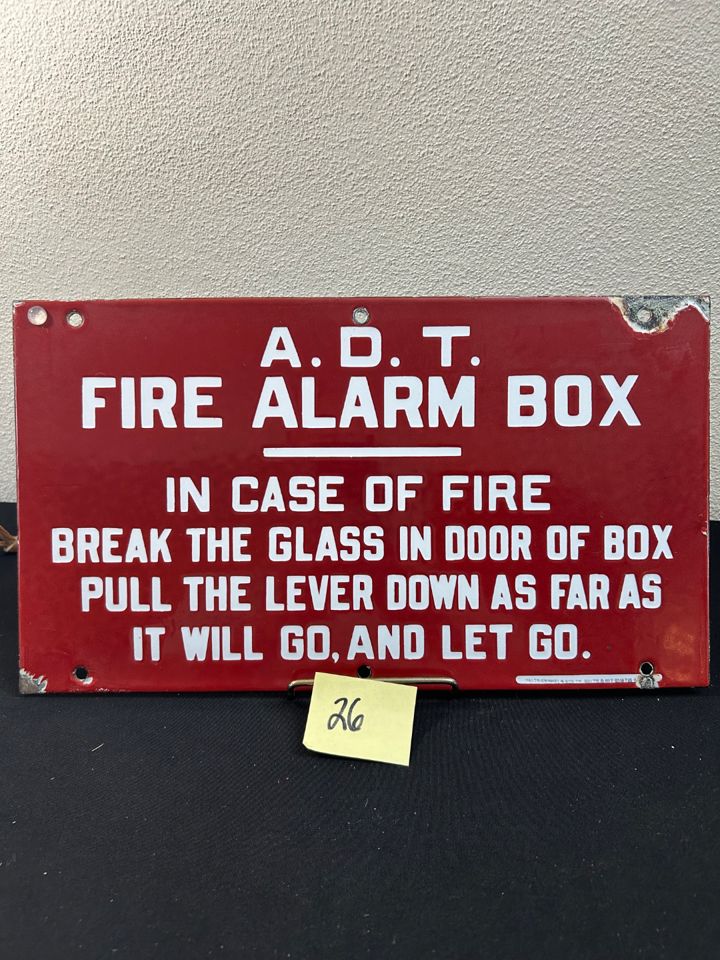 A. D. T.
FIRE ALARM BOX
IN CASE OF FIRE
BREAK THE GLASS IN DOOR OF BOX
PULL THE LEVER DOWN AS FAR AS
IT WILL GO, AND LET GO.
26